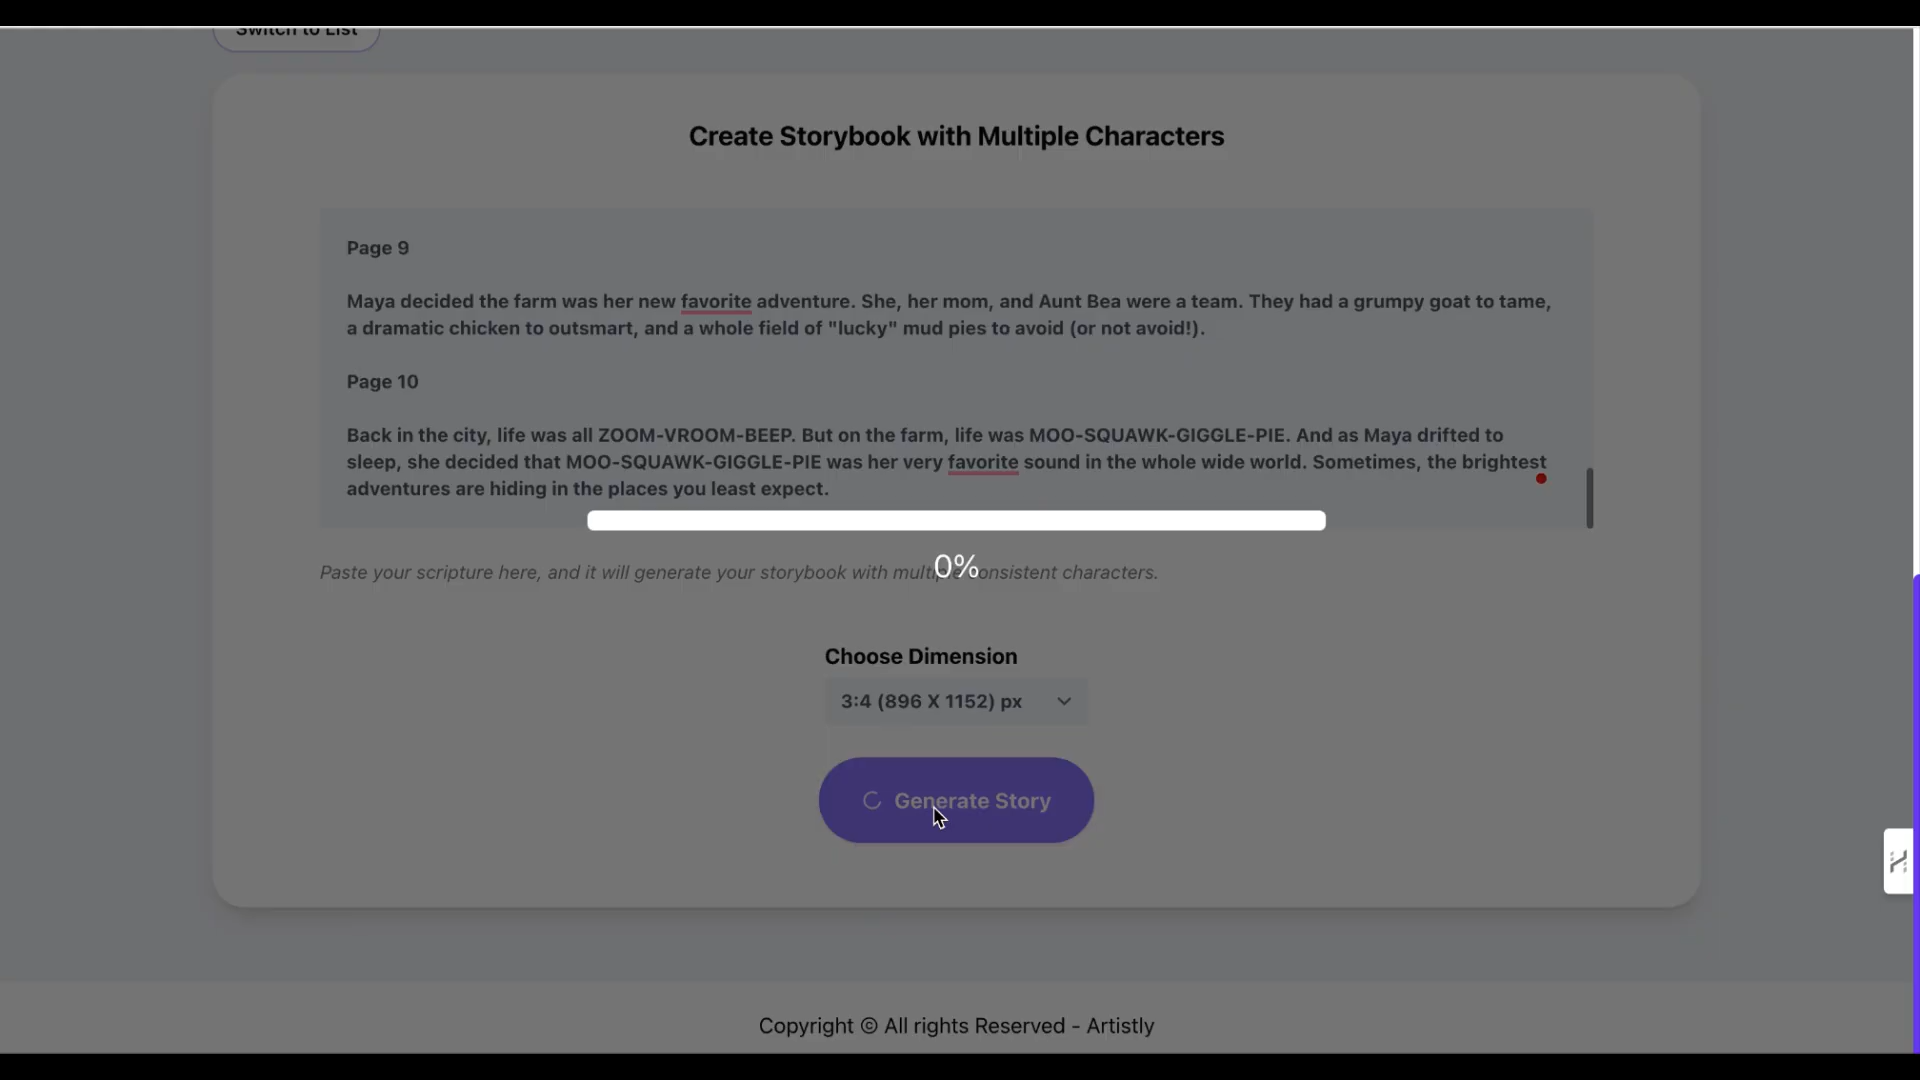 Switch to List
Create Storybook with Multiple Characters
Page 9
Maya decided the farm was her new favorite adventure. She, her mom, and Aunt Bea were a team. They had a grumpy goat to tame,
a dramatic chicken to outsmart, and a whole field of "lucky" mud pies to avoid (or not avoid!).
Page 10
Back in the city, life was all ZOOM-VROOM-BEEP. But on the farm, life was MOO-SQUAWK-GIGGLE-PIE. And as Maya drifted to
sleep, she decided that MOO-SQUAWK-GIGGLE-PIE was her very favorite sound in the whole wide world. Sometimes, the brightest
adventures are hiding in the places you least expect.
0%
Paste your scripture here, and it will generate your storybook with multiple consistent characters.
Choose Dimension
3:4 (896 X 1152) px
Generate Story
Copyright © All rights Reserved - Artistly